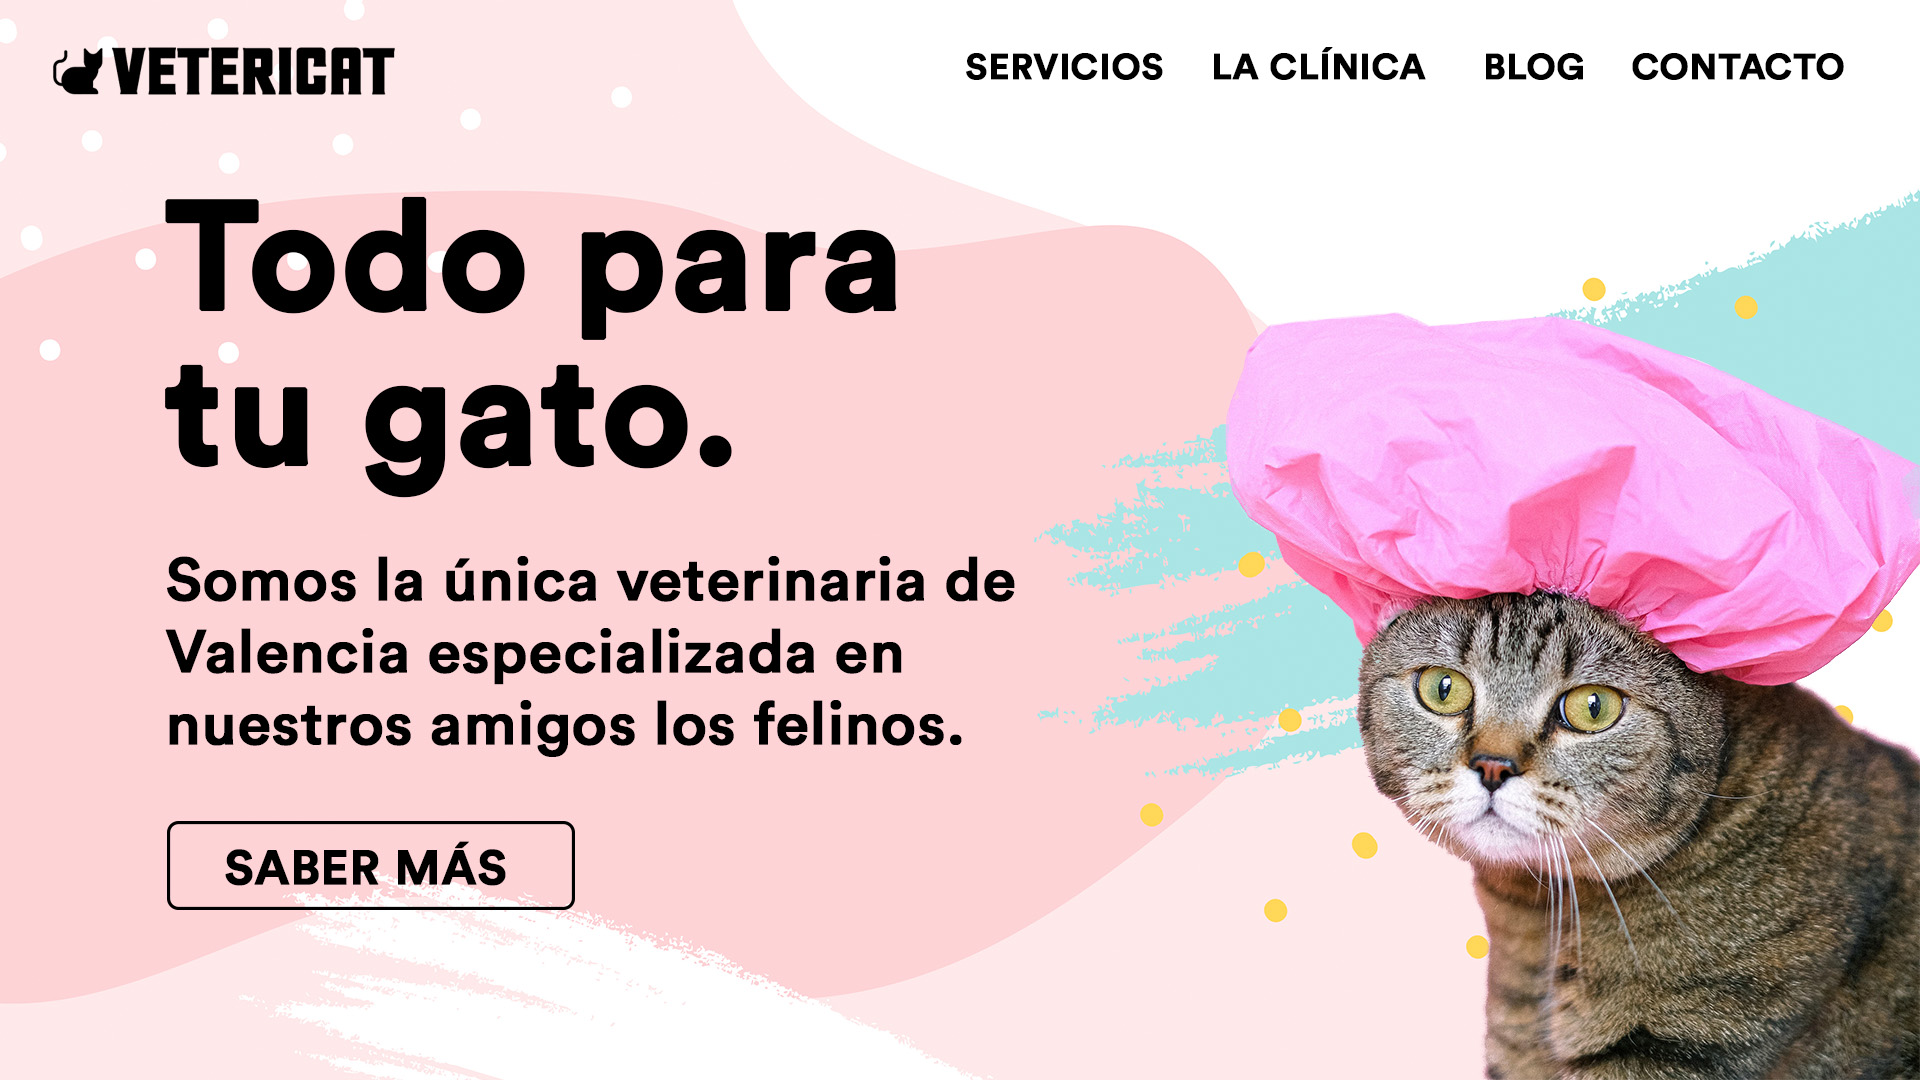 VETERICAT
SERVICIOS LA CLÍNICA BLOG CONTACTO
Todo para
tu gato.
Somos la única veterinaria de
Valencia especializada en
nuestros amigos los felinos.
SABER MÁS